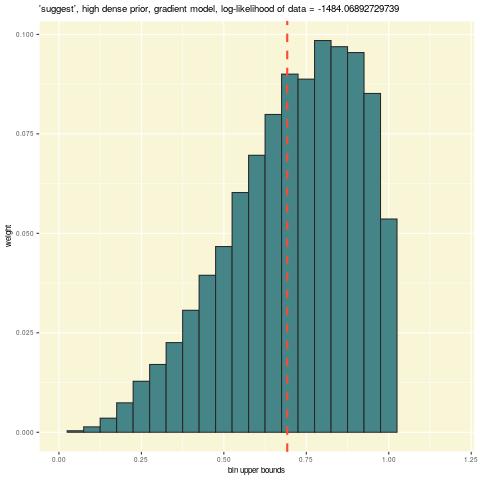 'suggest', high dense prior, gradient model, log-likelihood of data = -1484.06892729739
0.100
0.075
0.050
0.025
0.000
weight
0.00 0.25 0.50 0.75 1.00 1.25
bin upper bounds